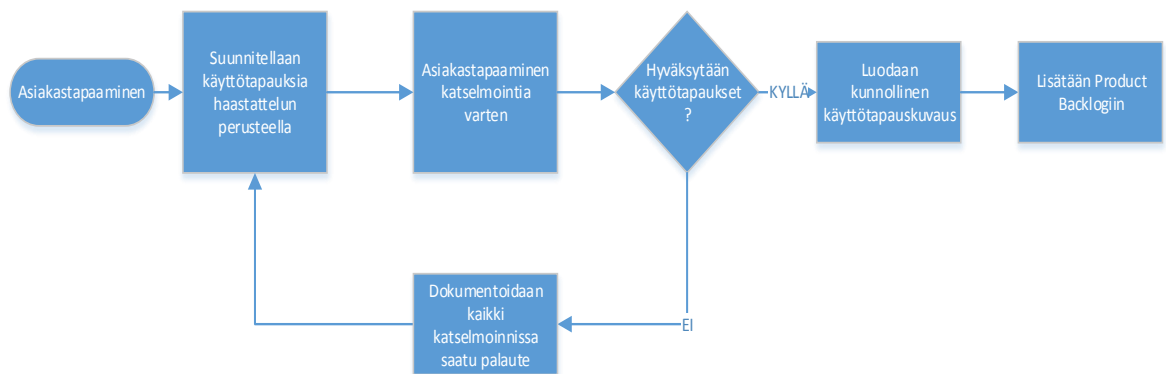 Asiakastapaaminen
Suunnitellaan
käyttötapauksia
haastattelun
perusteella
Asiakastapaaminen
katselmointia
varten
Hyväksytään
käyttötapaukset
?
KYLLÄ
Luodaan
kunnollinen
käyttötapauskuvaus
Lisätään Product
Backlogiin
EI
Dokumentoidaan
kaikki
katselmoinnissa
saatu palaute